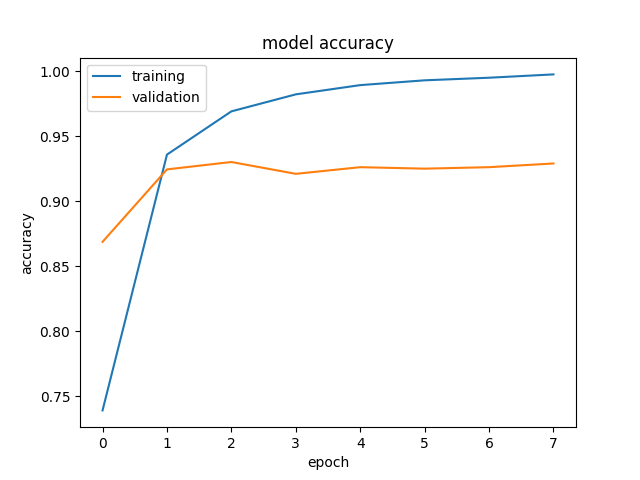 model accuracy
training
validation
1.00
0.95
0.90
0.85
0.80
0.75
accuracy
0 1 2 3 4 5 6 7
epoch